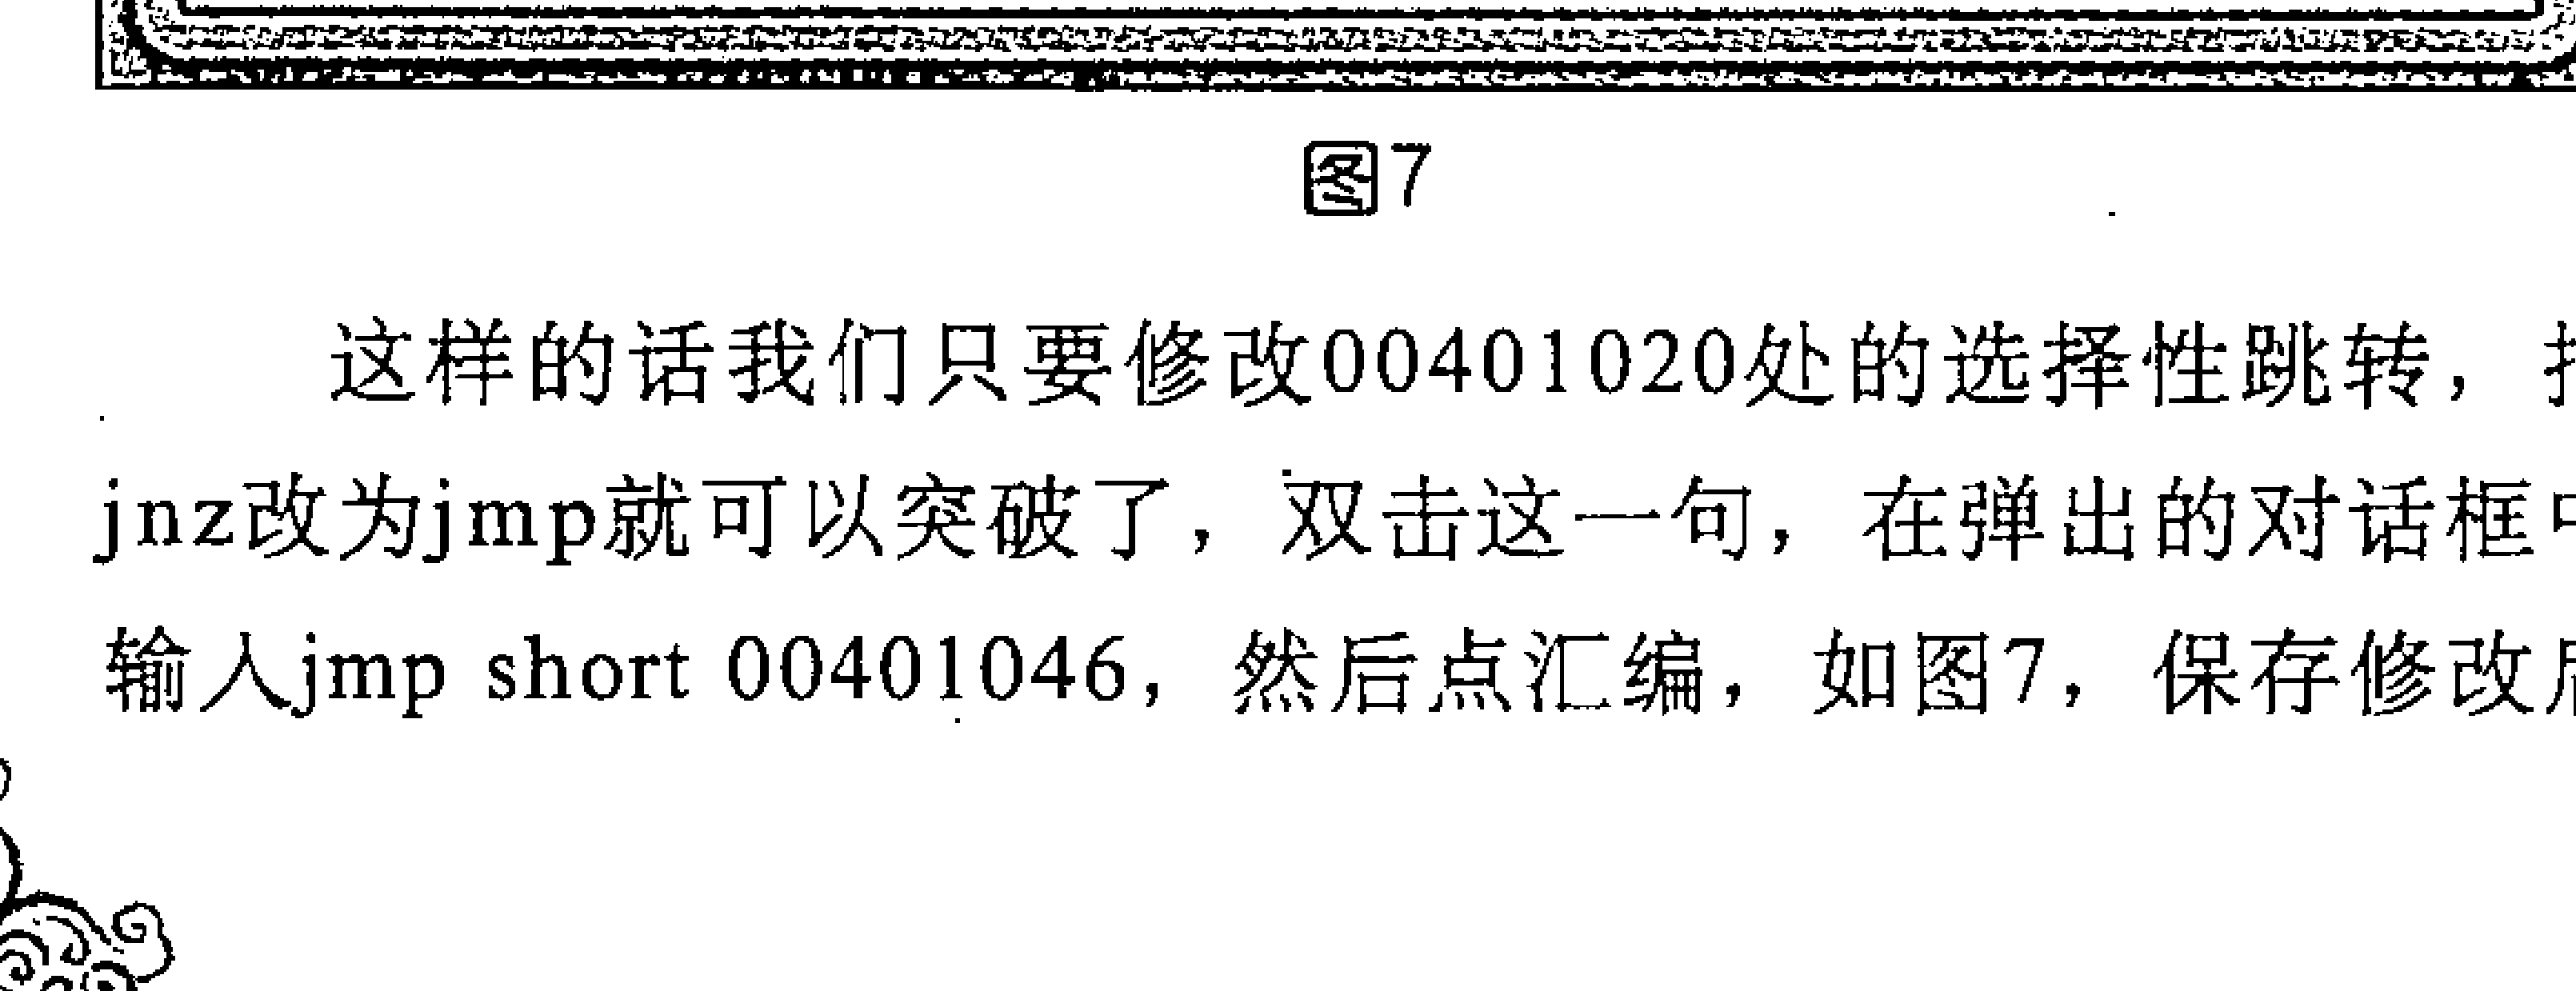 图7
这样的话我们只要修改00401020处的选择性跳转，
jnz改为jmp就可以突破了，双击这一句，在弹出的对话框
输入jmp short 00401046，然后点汇编，如图7，保存修改